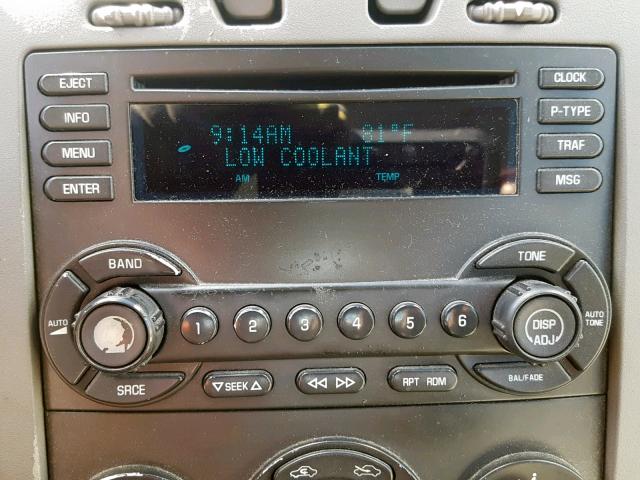 EJECT
INFO
MENU
ENTER
9:14AM 81°F
LOW COOLANT
AM TEMP
CLOCK
P-TYPE
TRAF
MSG
BAND
TONE
AUTO
1 2 3 4 5 6
DISP
ADJ
AUTO
TONE
SRCE
SEEK
RPT RDM
BAL/FADE